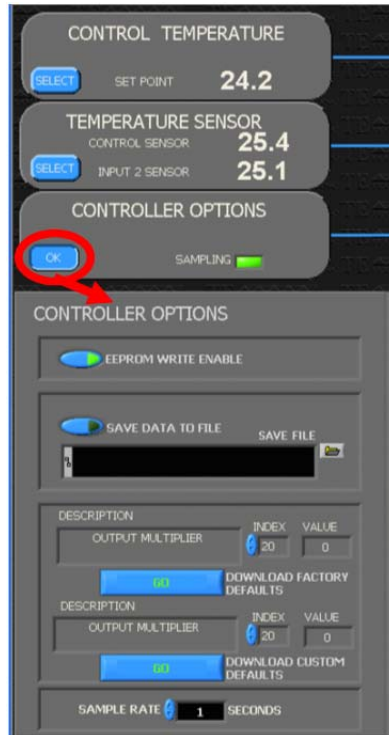 CONTROL TEMPERATURE
SELECT SET POINT 24.2
TEMPERATURE SENSOR
CONTROL SENSOR 25.4
SELECT INPUT 2 SENSOR 25.1
CONTROLLER OPTIONS
OK SAMPLING
CONTROLLER OPTIONS
EEPROM WRITE ENABLE
SAVE DATA TO FILE SAVE FILE
DESCRIPTION INDEX VALUE
OUTPUT MULTIPLIER 20 0
GO DOWNLOAD FACTORY
DEFAULTS
DESCRIPTION INDEX VALUE
OUTPUT MULTIPLIER 20 0
GO DOWNLOAD CUSTOM
DEFAULTS
SAMPLE RATE 1 SECONDS